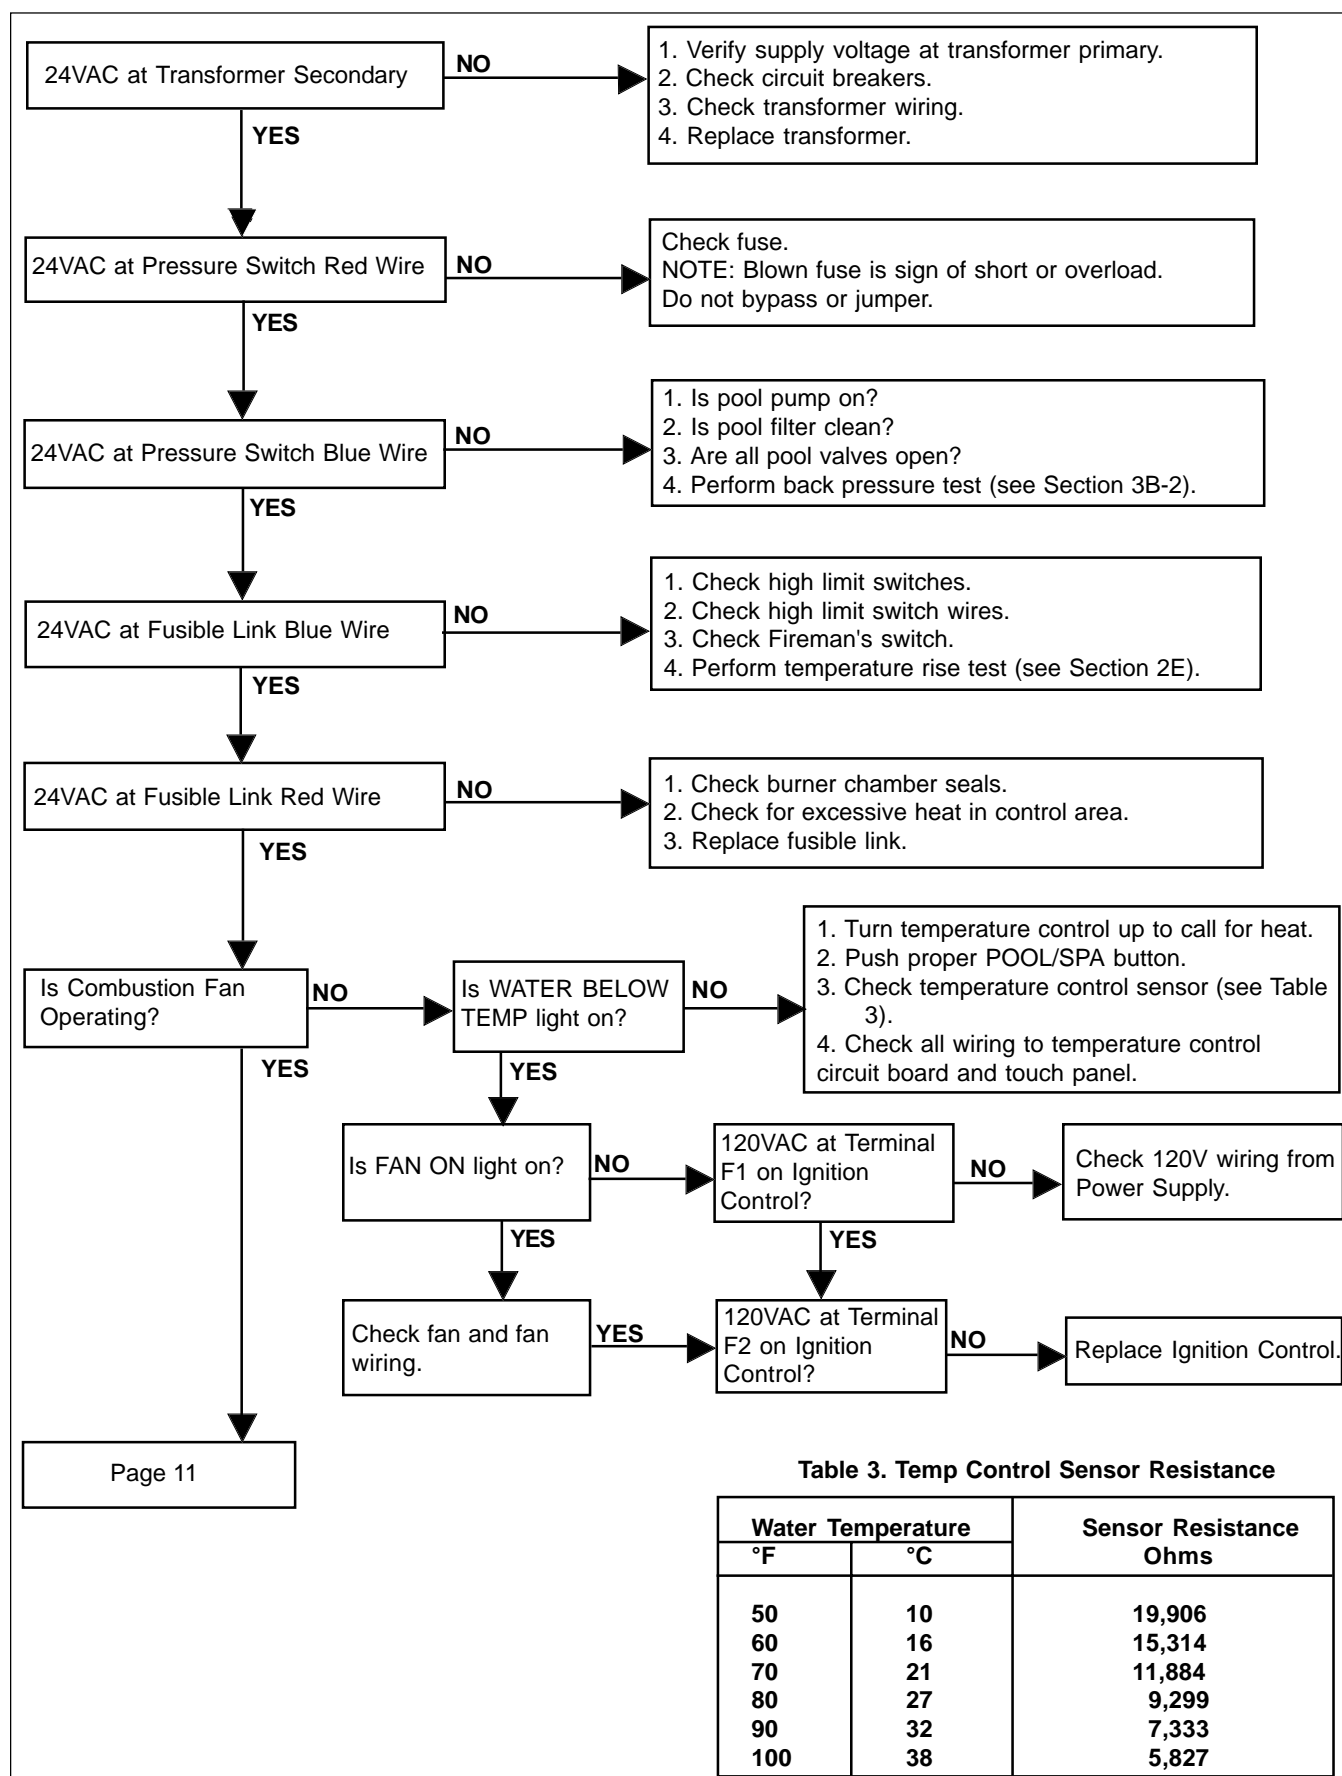 24VAC at Transformer Secondary
NO
1. Verify supply voltage at transformer primary.
2. Check circuit breakers.
3. Check transformer wiring.
4. Replace transformer.
YES
24VAC at Pressure Switch Red Wire
NO
Check fuse.
NOTE: Blown fuse is sign of short or overload.
Do not bypass or jumper.
YES
24VAC at Pressure Switch Blue Wire
NO
1. Is pool pump on?
2. Is pool filter clean?
3. Are all pool valves open?
4. Perform back pressure test (see Section 3B-2).
YES
24VAC at Fusible Link Blue Wire
NO
1. Check high limit switches.
2. Check high limit switch wires.
3. Check Fireman's switch.
4. Perform temperature rise test (see Section 2E).
YES
24VAC at Fusible Link Red Wire
NO
1. Check burner chamber seals.
2. Check for excessive heat in control area.
3. Replace fusible link.
YES
Is Combustion Fan
Operating?
NO
Is WATER BELOW
TEMP light on?
NO
1. Turn temperature control up to call for heat.
2. Push proper POOL/SPA button.
3. Check temperature control sensor (see Table
3).
4. Check all wiring to temperature control
circuit board and touch panel.
YES
YES
Is FAN ON light on?
NO
120VAC at Terminal
F1 on Ignition
Control?
NO
Check 120V wiring from
Power Supply.
YES
YES
Check fan and fan
wiring.
YES
120VAC at Terminal
F2 on Ignition
Control?
NO
Replace Ignition Control.
Page 11
Table 3. Temp Control Sensor Resistance
Water Temperature Sensor Resistance
°F °C Ohms
50 10 19,906
60 16 15,314
70 21 11,884
80 27 9,299
90 32 7,333
100 38 5,827